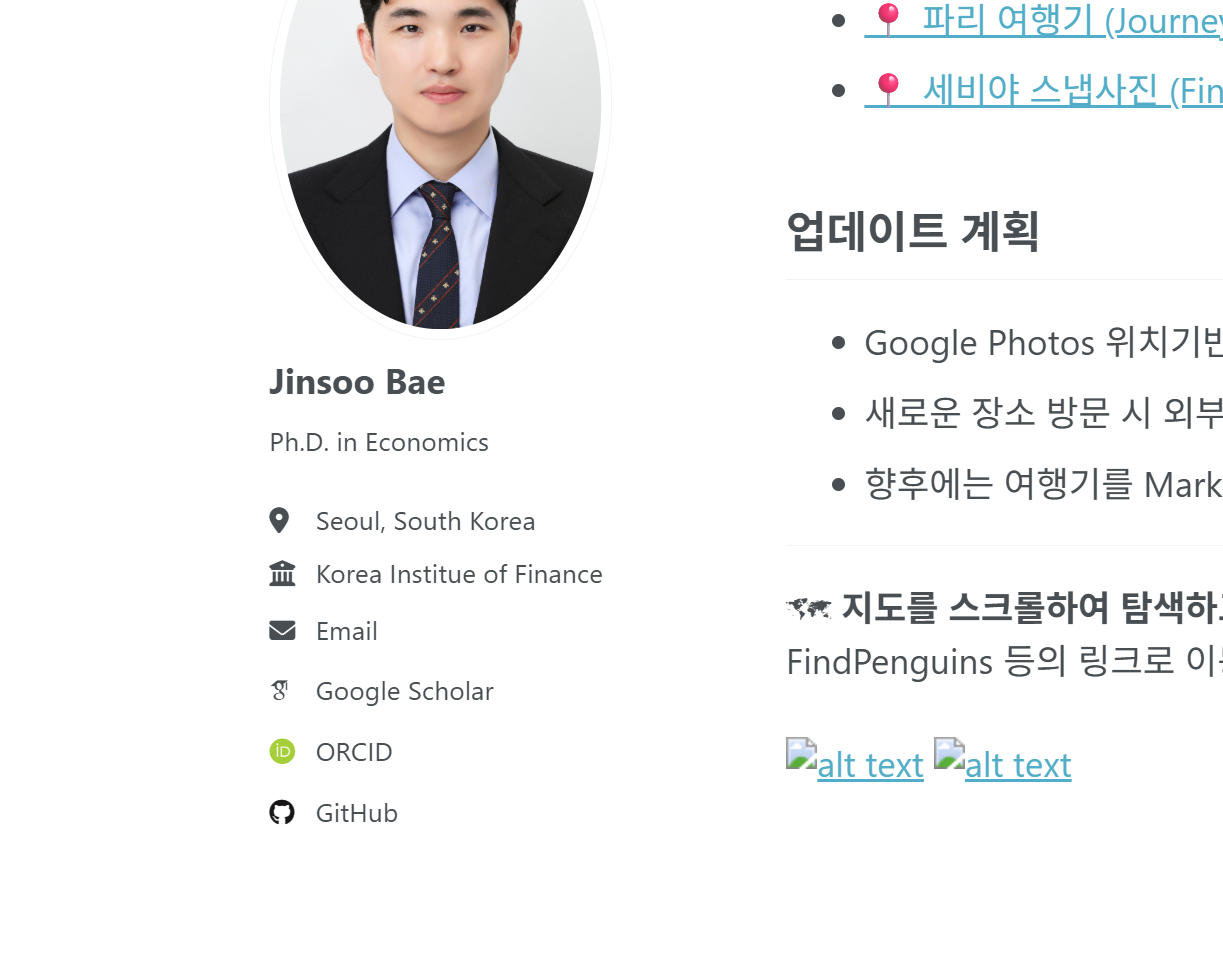 Jinsoo Bae
Ph.D. in Economics
Seoul, South Korea
Korea Institue of Finance
Email
Google Scholar
ORCID
GitHub
파리 여행기 (Journey
세비야 스냅사진 (Fin
업데이트 계획
Google Photos 위치기반
새로운 장소 방문 시 외부
향후에는 여행기를 Mark
지도를 스크롤하여 탐색하고
FindPenguins 등의 링크로 이
alt text alt text